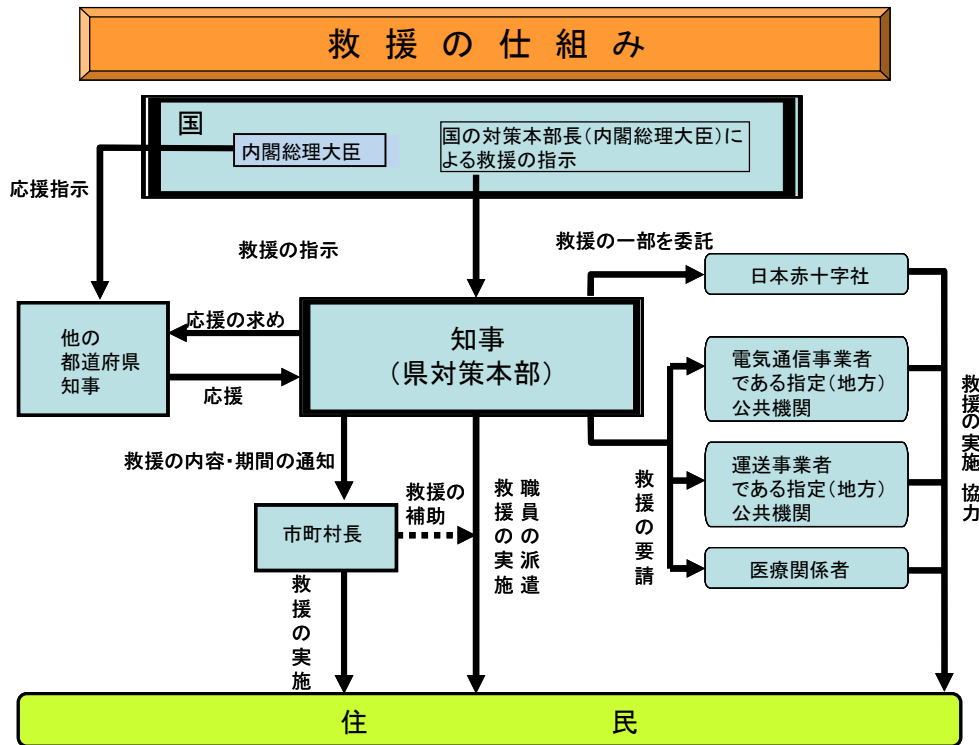 救援の仕組み
国
内閣総理大臣
国の対策本部長(内閣総理大臣)に
よる救援の指示
応援指示
救援の指示
救援の一部を委託
日本赤十字社
他の
都道府県
知事
応援の求め
応援
知事
(県対策本部)
電気通信事業者
である指定(地方)
公共機関
運送事業者
である指定(地方)
公共機関
医療関係者
救援の要請
救援の実施 協力
救援の内容・期間の通知
市町村長
救援の
補助
職員の派遣
救援の実施
救援の実施
住民